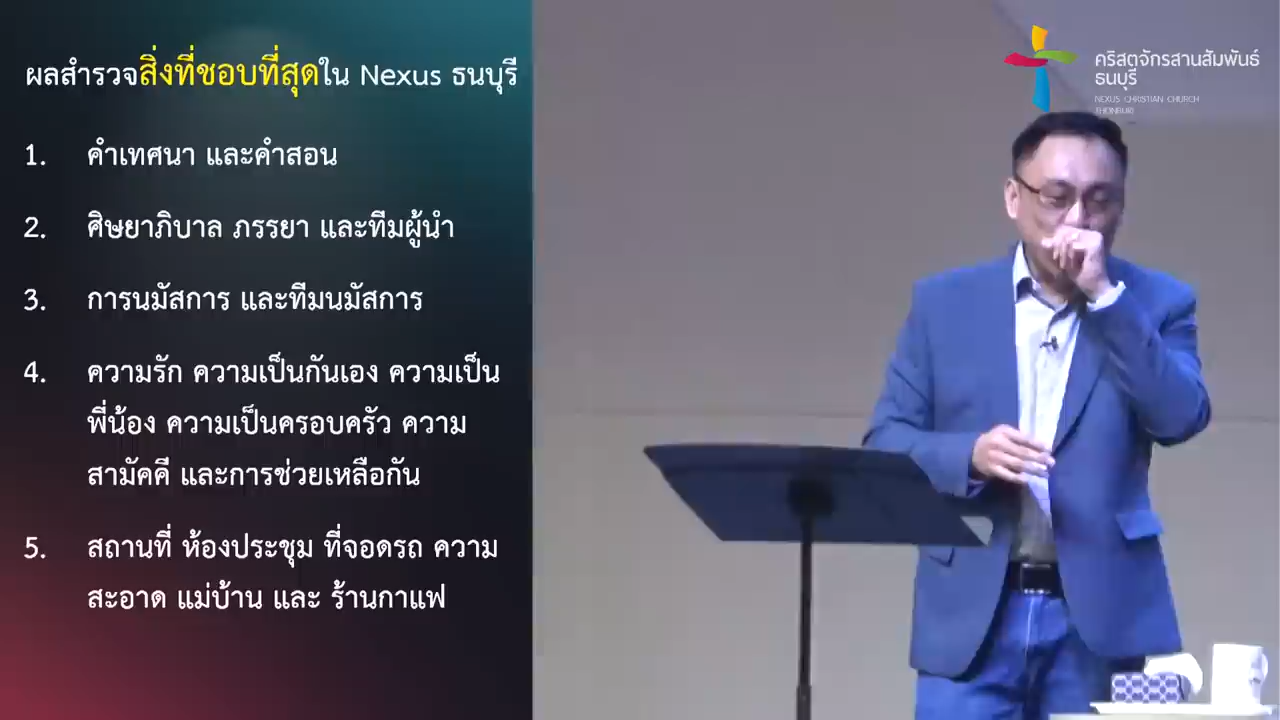 ผลสำรวจสิ่งที่ชอบที่สุดใน Nexus ธนบุรี
1. คำเทศนา และคำสอน
2. ศิษยาภิบาล ภรรยา และทีมผู้นำ
3. การนมัสการ และทีมนมัสการ
4. ความรัก ความเป็นกันเอง ความเป็น
พี่น้อง ความเป็นครอบครัว ความ
สามัคคี และการช่วยเหลือกัน
5. สถานที่ ห้องประชุม ที่จอดรถ ความ
สะอาด แม่บ้าน และ ร้านกาแฟ
คริสตจักรสานสัมพันธ์
ธนบุรี
NEXUS CHRISTIAN CHURCH
THONBURI